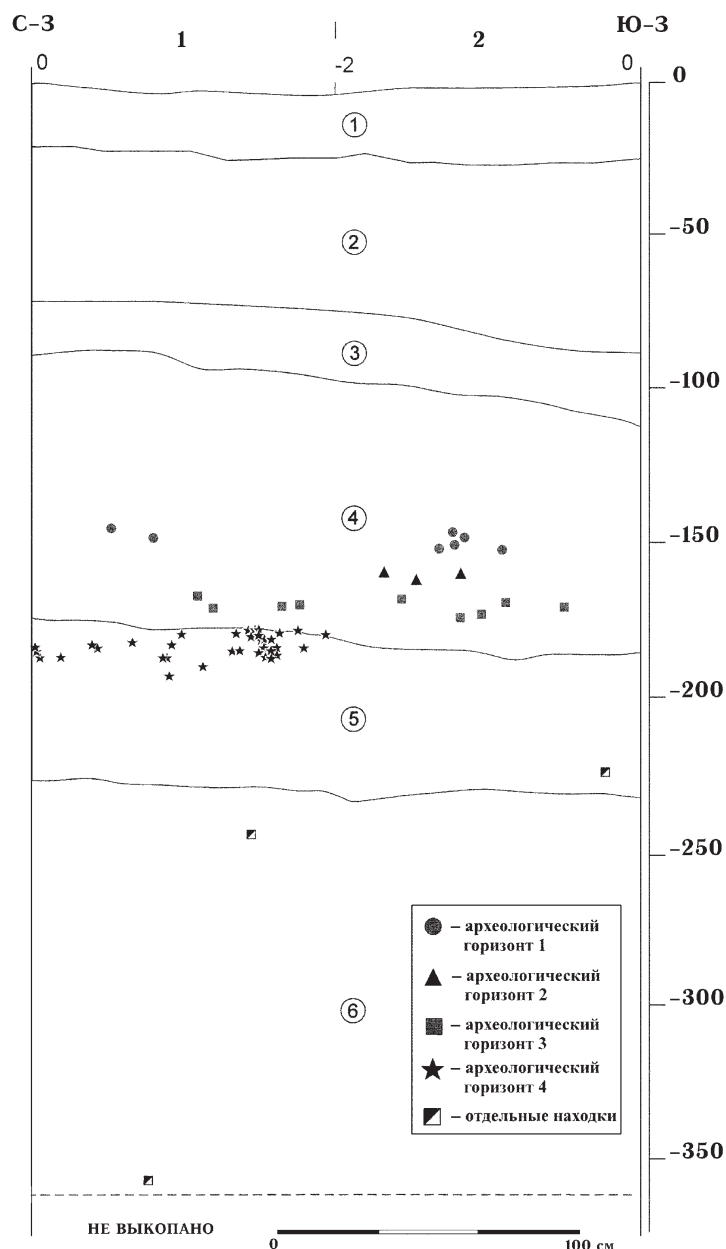 С-З
Ю-З
1
2
0
-2
0
0
1
-50
2
3
-100
4
-150
-200
5
-250
– археологический
горизонт 1
– археологический
горизонт 2
-300
6
– археологический
горизонт 3
– археологический
горизонт 4
– отдельные находки
-350
НЕ ВЫКОПАНО
0
100 см